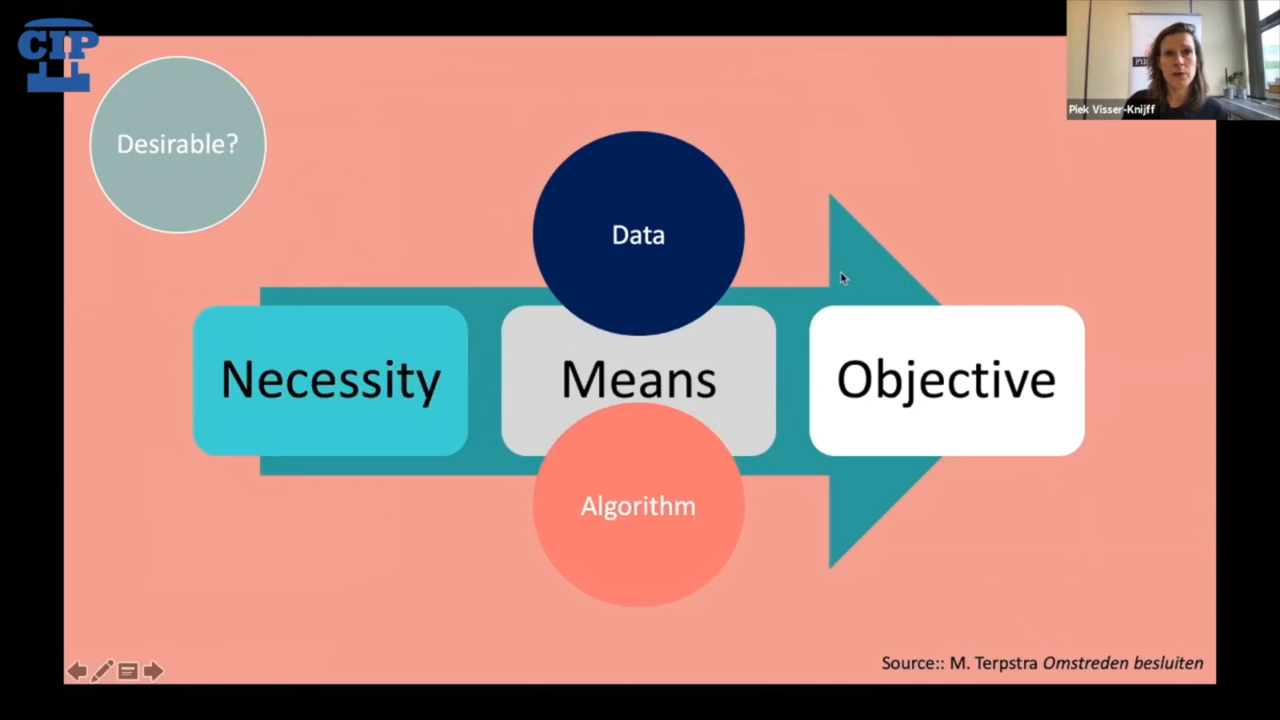 CIP
Desirable?
Piek Visser-Knijff
Data
Necessity
Means
Objective
Algorithm
Source:: M. Terpstra Omstreden besluiten